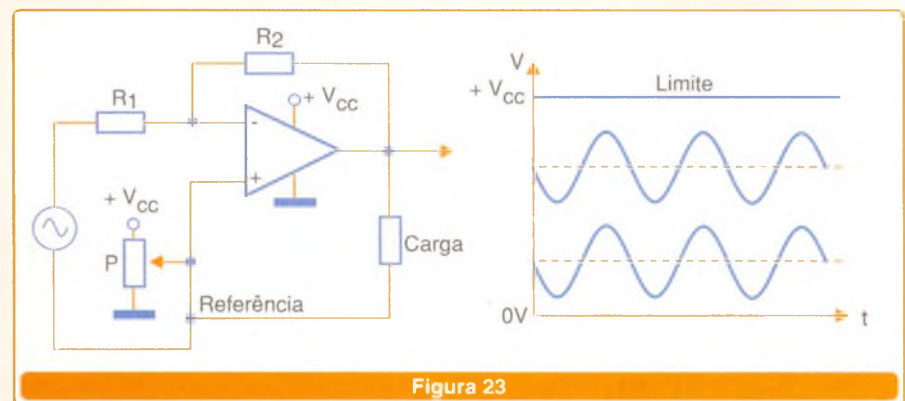 R2
+ VCC
R1
-
+
+ VCC
P
Carga
Referência
V
+ VCC
Limite
0V
t
Figura 23